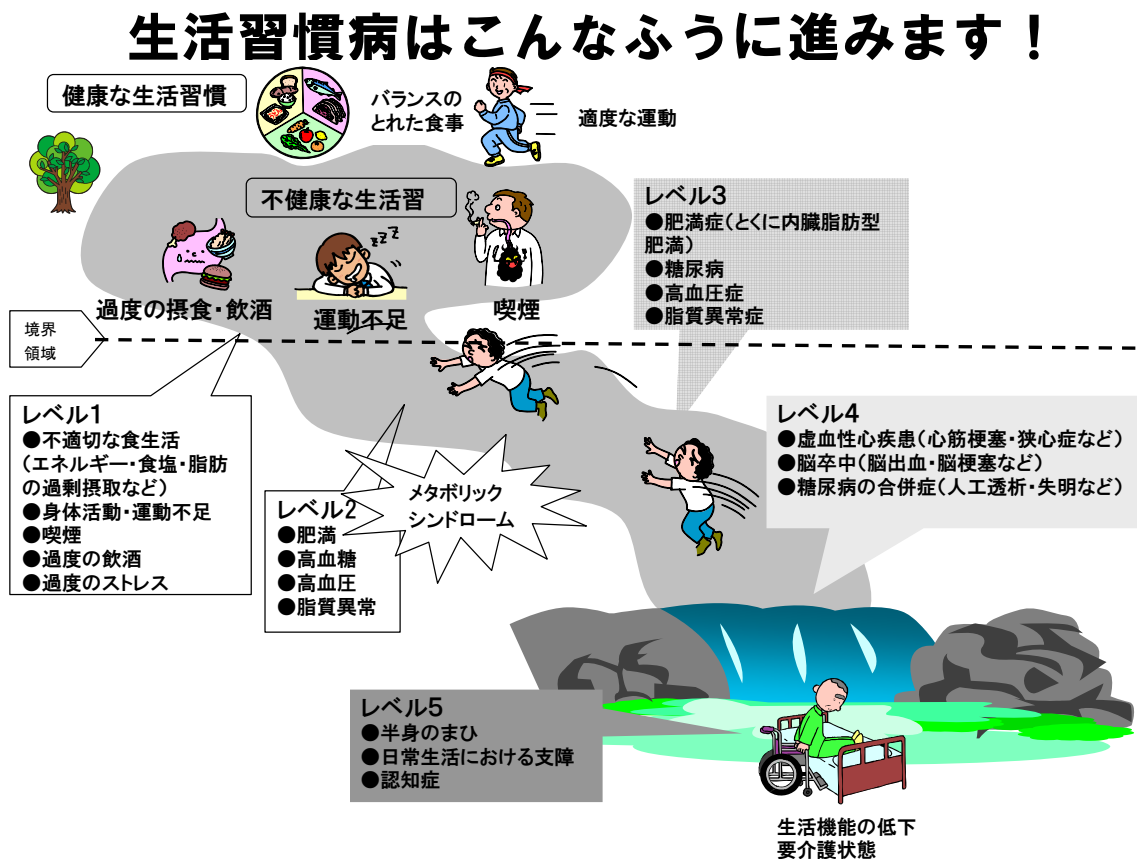 生活習慣病はこんなふうに進みます！
健康な生活習慣
バランスの
とれた食事
適度な運動
不健康な生活習
zzZ
過度の摂食・飲酒
運動不足
喫煙
境界
領域
レベル1
●不適切な食生活
(エネルギー・食塩・脂肪
の過剰摂取など)
●身体活動・運動不足
●喫煙
●過度の飲酒
●過度のストレス
レベル2
●肥満
●高血糖
●高血圧
●脂質異常
メタボリック
シンドローム
レベル3
●肥満症(とくに内臓脂肪型
肥満)
●糖尿病
●高血圧症
●脂質異常症
レベル4
●虚血性心疾患(心筋梗塞・狭心症など)
●脳卒中(脳出血・脳梗塞など)
●糖尿病の合併症(人工透析・失明など)
レベル5
●半身のまひ
●日常生活における支障
●認知症
生活機能の低下
要介護状態